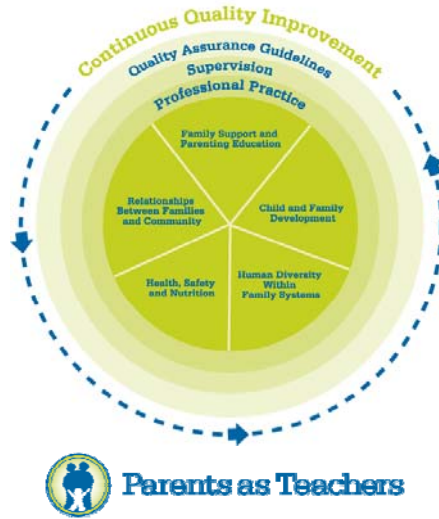 Continuous Quality Improvement
Quality Assurance Guidelines
Supervision
Professional Practice
Family Support and
Parenting Education
Relationships
Between Families
and Community
Child and Family
Development
Health, Safety
and Nutrition
Human Diversity
Within
Family Systems
Parents as Teachers